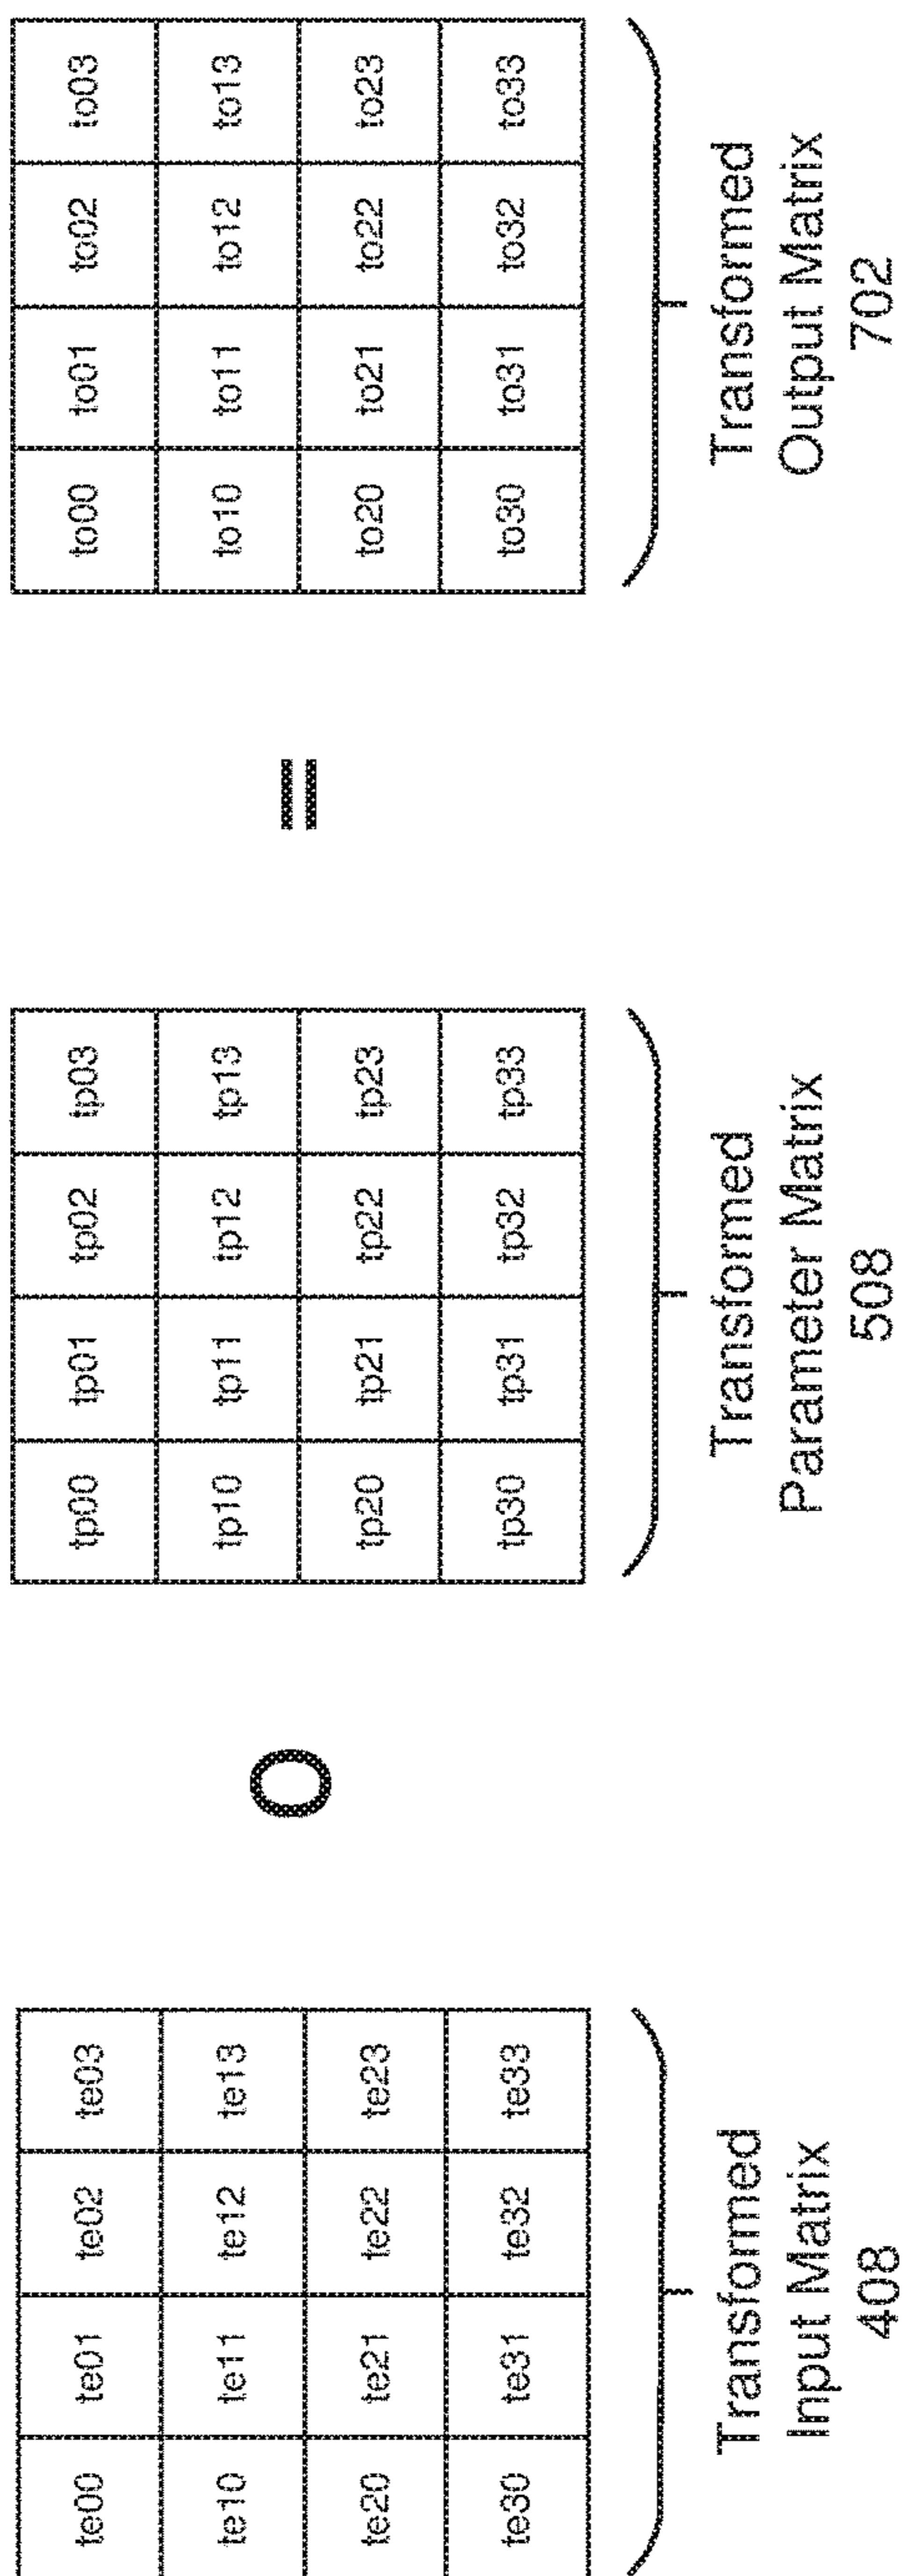 te00 te01 te02 te03
te10 te11 te12 te13
te20 te21 te22 te23
te30 te31 te32 te33
Transformed
Input Matrix
408
O
tp00 tp01 tp02 tp03
tp10 tp11 tp12 tp13
tp20 tp21 tp22 tp23
tp30 tp31 tp32 tp33
Transformed
Parameter Matrix
508
=
to00 to01 to02 to03
to10 to11 to12 to13
to20 to21 to22 to23
to30 to31 to32 to33
Transformed
Output Matrix
702